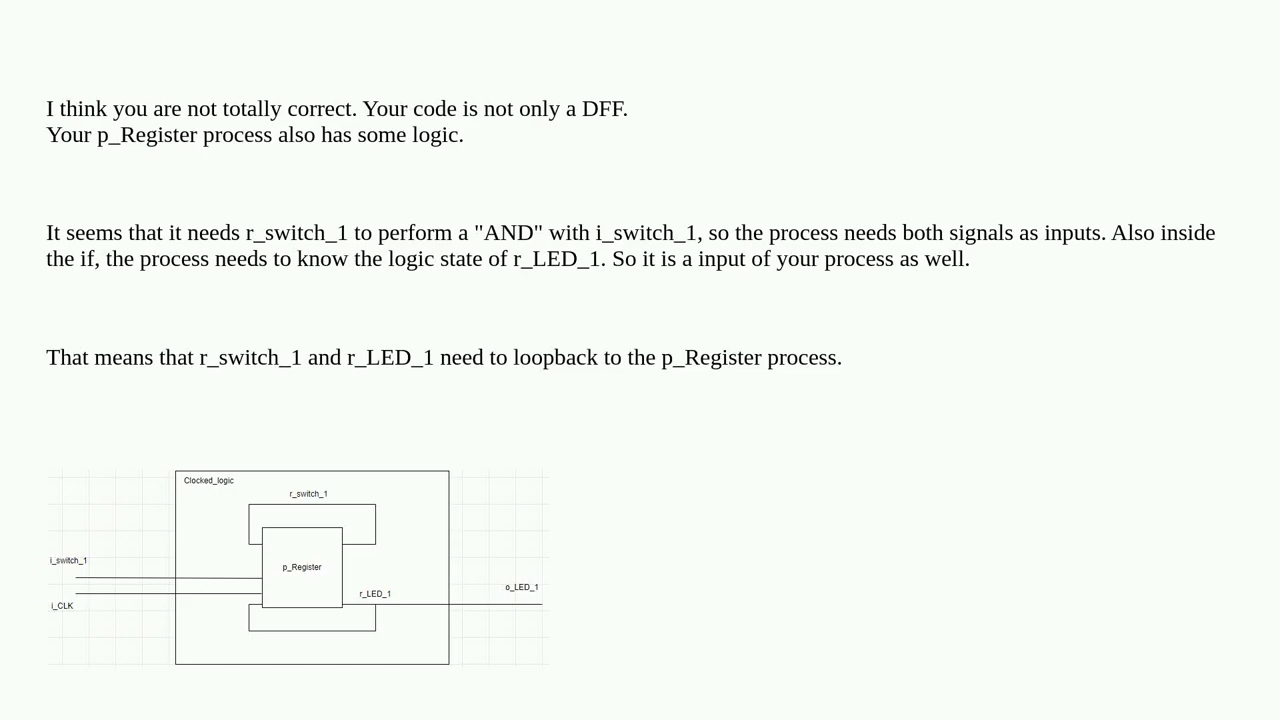 I think you are not totally correct. Your code is not only a DFF.
Your p_Register process also has some logic.
It seems that it needs r_switch_1 to perform a "AND" with i_switch_1, so the process needs both signals as inputs. Also inside
the if, the process needs to know the logic state of r_LED_1. So it is a input of your process as well.
That means that r_switch_1 and r_LED_1 need to loopback to the p_Register process.
Clocked_logic
r_switch_1
i_switch_1
p_Register
o_LED_1
r_LED_1
i_CLK